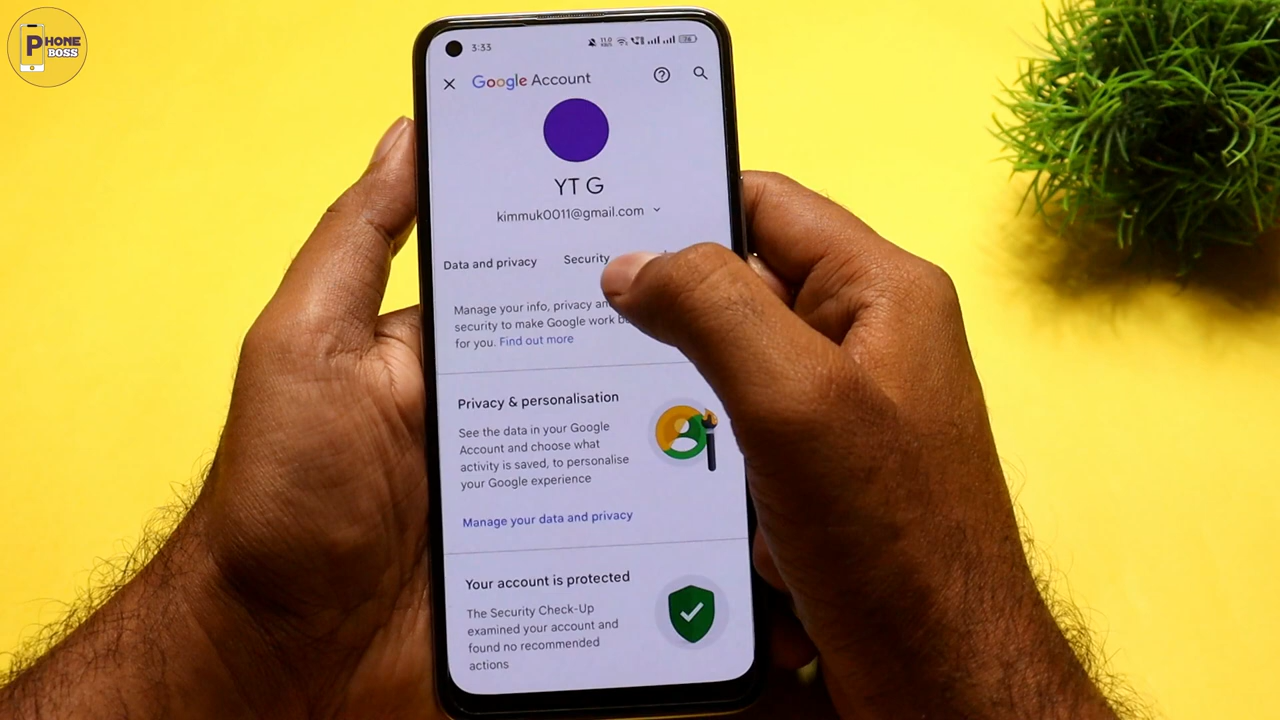 PHONE
BOSS
3:33
11.0
KB/S
Google Account
YT G
kimmuk0011@gmail.com
Data and privacy Security
Manage your info, privacy an
security to make Google work b
for you. Find out more
Privacy & personalisation
See the data in your Google
Account and choose what
activity is saved, to personalise
your Google experience
Manage your data and privacy
Your account is protected
The Security Check-Up
examined your account and
found no recommended
actions